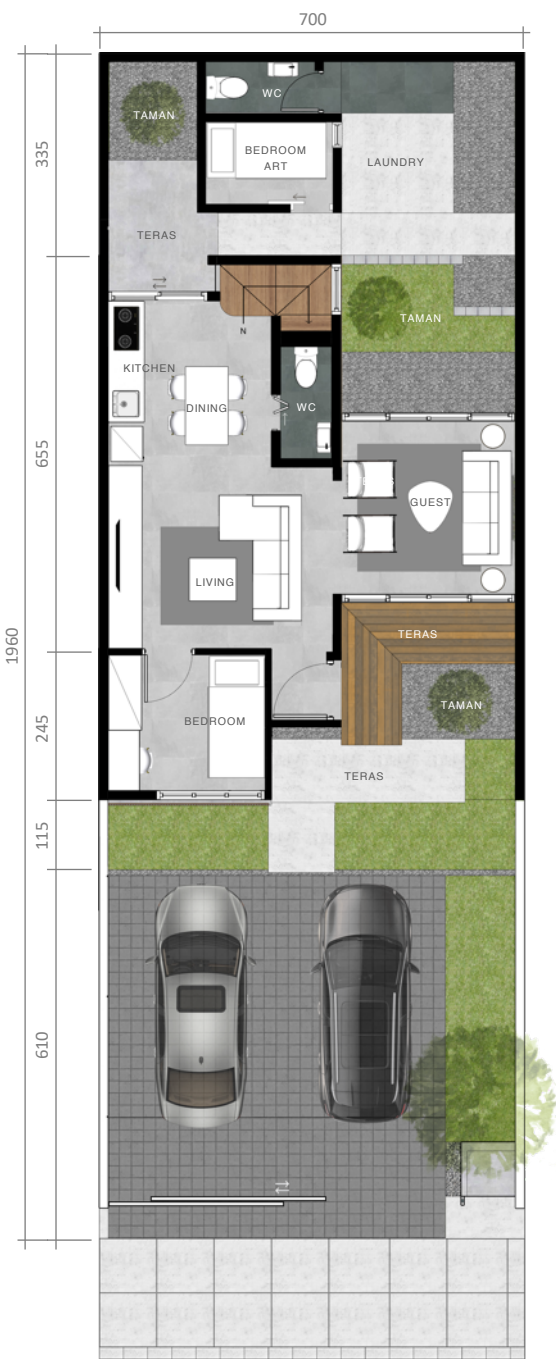 700
WC
TAMAN
335
BEDROOM
ART
LAUNDRY
TERAS
TAMAN
N
KITCHEN
DINING
WC
655
GUEST
LIVING
1960
TERAS
TAMAN
245
BEDROOM
TERAS
115
610